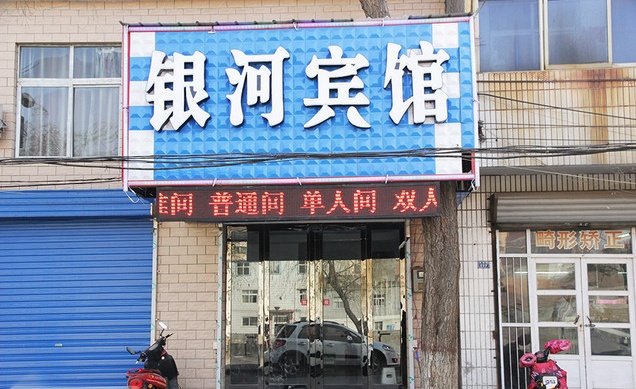 银河宾馆
间 普通间 单人间 双人
畸形矫正